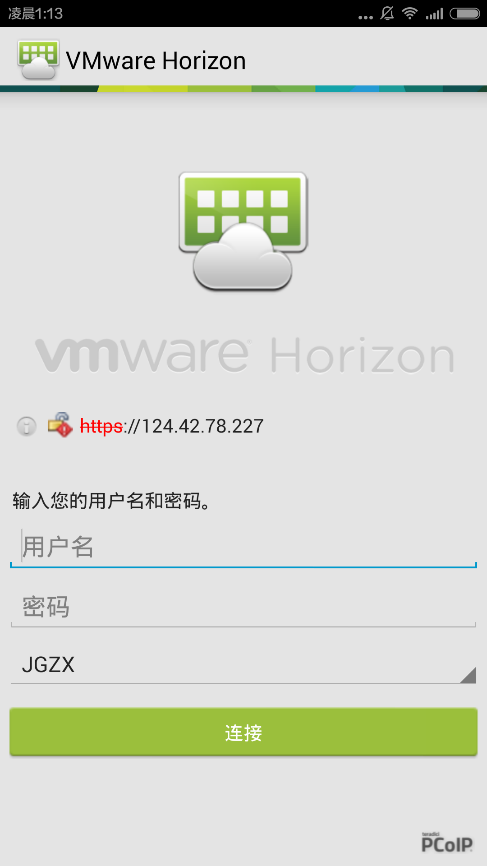 凌晨1:13
VMware Horizon
vmware Horizon
https://124.42.78.227
输入您的用户名和密码。
用户名
密码
JGZX
连接
teradici
PCoIP